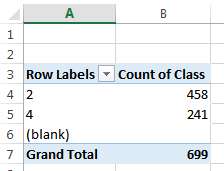 A B
1
2
3 Row Labels Count of Class
4 2 458
5 4 241
6 (blank)
7 Grand Total 699